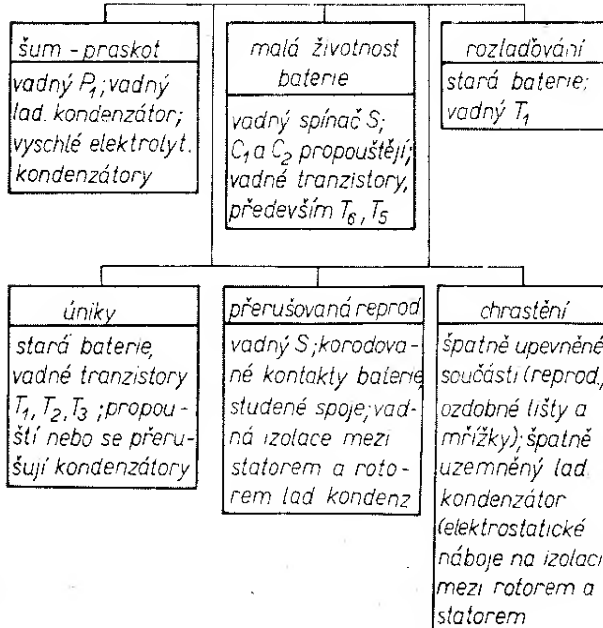 šum - praskot
vadný P₁; vadný
lad. kondenzátor;
vyschlé elektrolyt.
kondenzátory
malá životnost
baterie
vadný spínač S;
C₁ a C₂ propouštějí;
vadné tranzistory,
především T₆, T₅
rozlaďování
stará baterie;
vadný T₁
úniky
stará baterie,
vadné tranzistory
T₁, T₂, T₃ ; propou-
ští nebo se přeru-
šují kondenzátory
přerušovaná reprod
vadný S; korodova-
né kontakty baterie
studené spoje; vad-
ná izolace mezi
statorem a roto-
rem lad kondenz
chrastění
špatně upevněné
součásti (reprod.,
ozdobné lišty a
mřížky); špatně
uzemněný lad
kondenzátor
(elektrostatické
náboje na izolaci
mezi rotorem a
statorem